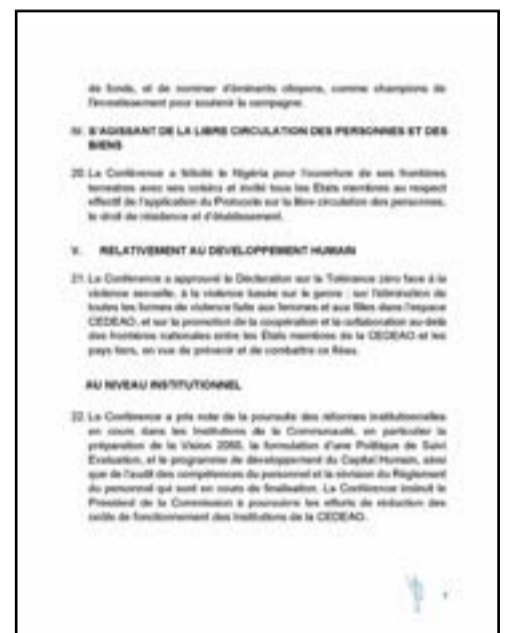 de fonds, et de nommer d'éminents citoyens, comme champions de
l'investissement pour soutenir la campagne.
IV. S'AGISSANT DE LA LIBRE CIRCULATION DES PERSONNES ET DES
BIENS
20. La Conférence a félicité le Nigéria pour l'ouverture de ses frontières
terrestres avec ses voisins et invité tous les Etats membres au respect
effectif de l'application du Protocole sur la libre circulation des personnes,
le droit de résidence et d'établissement.
V. RELATIVEMENT AU DEVELOPPEMENT HUMAIN
21. La Conférence a approuvé la Déclaration sur la Tolérance zéro face à la
violence sexuelle, à la violence basée sur le genre ; sur l'élimination de
toutes les formes de violence faite aux femmes et aux filles dans l'espace
CEDEAO, et sur la promotion de la coopération et la collaboration au-delà
des frontières nationales entre les États membres de la CEDEAO et les
pays tiers, en vue de prévenir et de combattre ce fléau.
AU NIVEAU INSTITUTIONNEL
22. La Conférence a pris note de la poursuite des réformes institutionnelles
en cours dans les Institutions de la Communauté, en particulier la
préparation de la Vision 2050, la formulation d'une Politique de Suivi
Evaluation, et le programme de développement du Capital Humain, ainsi
que de l'audit des compétences du personnel et la révision du Règlement
du personnel qui sont en cours de finalisation. La Conférence instruit le
Président de la Commission à poursuivre les efforts de réduction des
coûts de fonctionnement des Institutions de la CEDEAO.